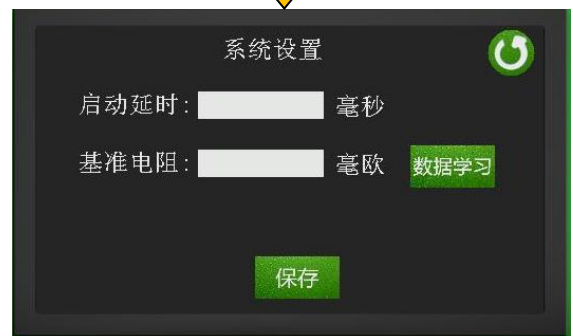 系统设置
启动延时: 毫秒
基准电阻: 毫欧 数据学习
保存